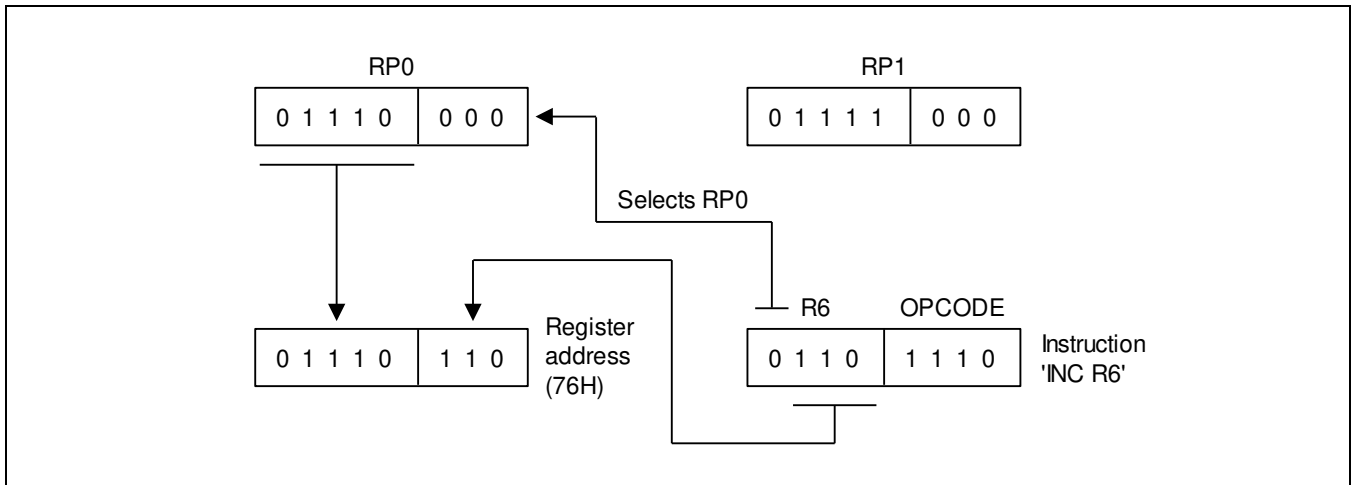 RP0 RP1
0 1 1 1 0 0 0 0 0 1 1 1 1 0 0 0
Selects RP0
R6 OPCODE
0 1 1 1 0 1 1 0 Register address (76H) 0 1 1 0 1 1 1 0 Instruction 'INC R6'